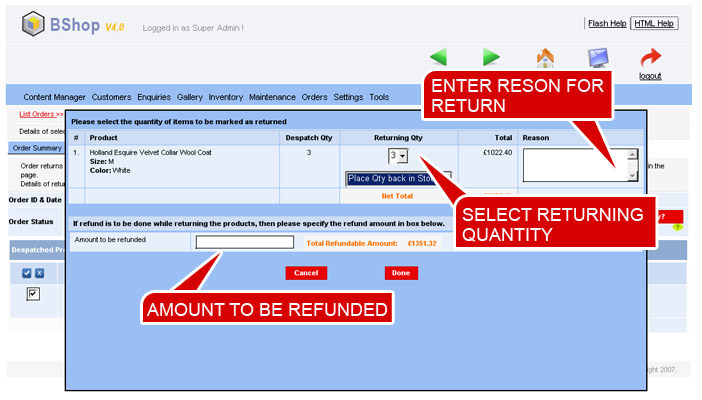 BShop V4.0
Logged in as Super Admin !
Flash Help
HTML Help
logout
Content Manager Customers Enquiries Gallery Inventory Maintenance Orders Settings Tools
ENTER RESON FOR
RETURN
List Orders >>
Details of selec
Order Summary
Order returns
page.
Details of retu
in the
Order ID & Date
Order Status
?
Despatched Pr
Please select the quantity of items to be marked as returned
# Product Despatch Qty Returning Qty Total Reason
1. Holland Esquire Velvet Collar Wool Coat 3 3 £1022.40
Size: M
Color: White
Place Qty back in Sto
Net Total
SELECT RETURNING
QUANTITY
If refund is to be done while returning the products, then please specify the refund amount in box below.
Amount to be refunded
Total Refundable Amount: £1351.32
Cancel Done
AMOUNT TO BE REFUNDED
ght 2007.